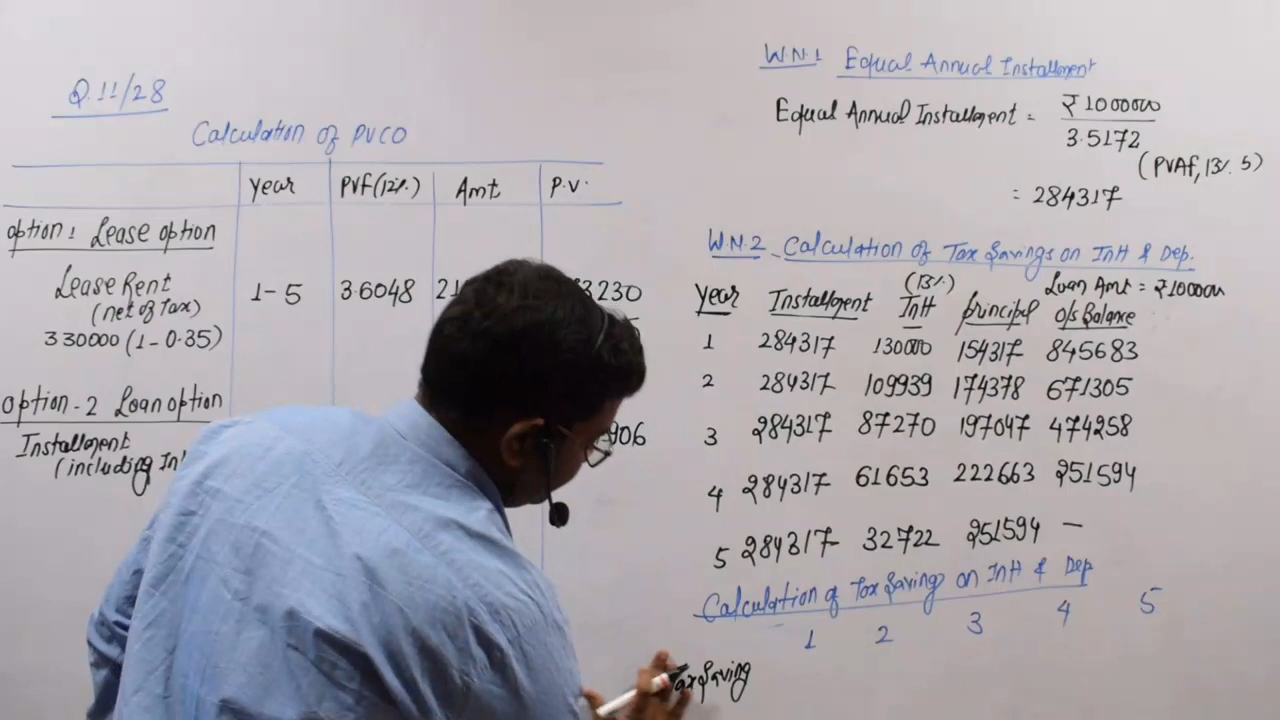 Q.11/28
Calculation of PVCO
Year PVF(12%) Amt P.V.
Option 1 Lease option
Lease Rent 1-5 3.6048 3230
(net of Tax)
330000 (1-0.35)
Option-2 Loan option
Installment 906
(including Int
W.N.1 Equal Annual Installment
Equal Annual Installment = ₹1000000
3.5172
(PVAF, 13% 5)
= 284317
W.N.2 Calculation of Tax Savings on Int & Dep.
(13%) Loan Amt = ₹1000000
Year Installment Int Principal O/s Balance
1 284317 130000 154317 845683
2 284317 109939 174378 671305
3 284317 87270 197047 474258
4 284317 61653 222663 251594
5 284317 32722 251594 —
Calculation of Tax Saving on Int & Dep
1 2 3 4 5
Tax Saving